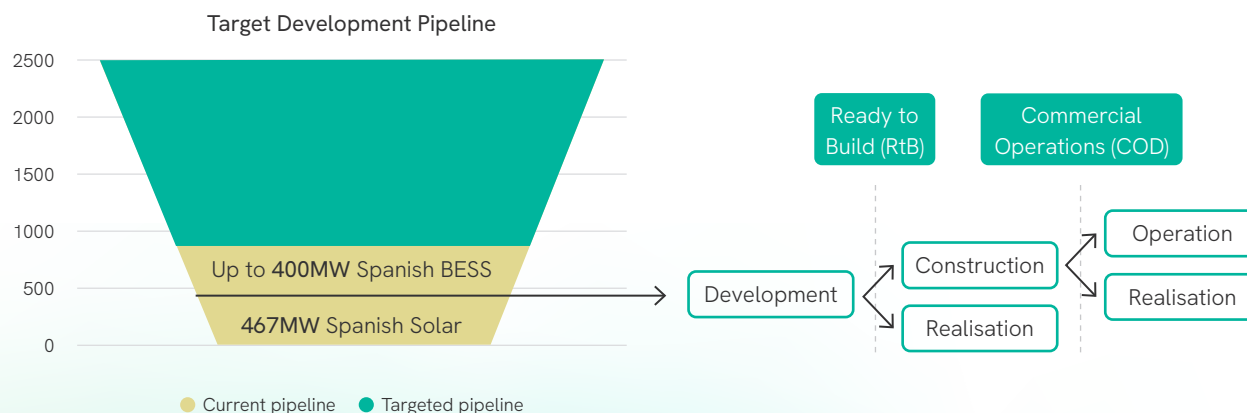 Target Development Pipeline
2500
2000
1500
1000
500
0
Up to 400MW Spanish BESS
467MW Spanish Solar
Current pipeline
Targeted pipeline
Ready to
Build (RtB)
Commercial
Operations (COD)
Development
Construction
Realisation
Operation
Realisation